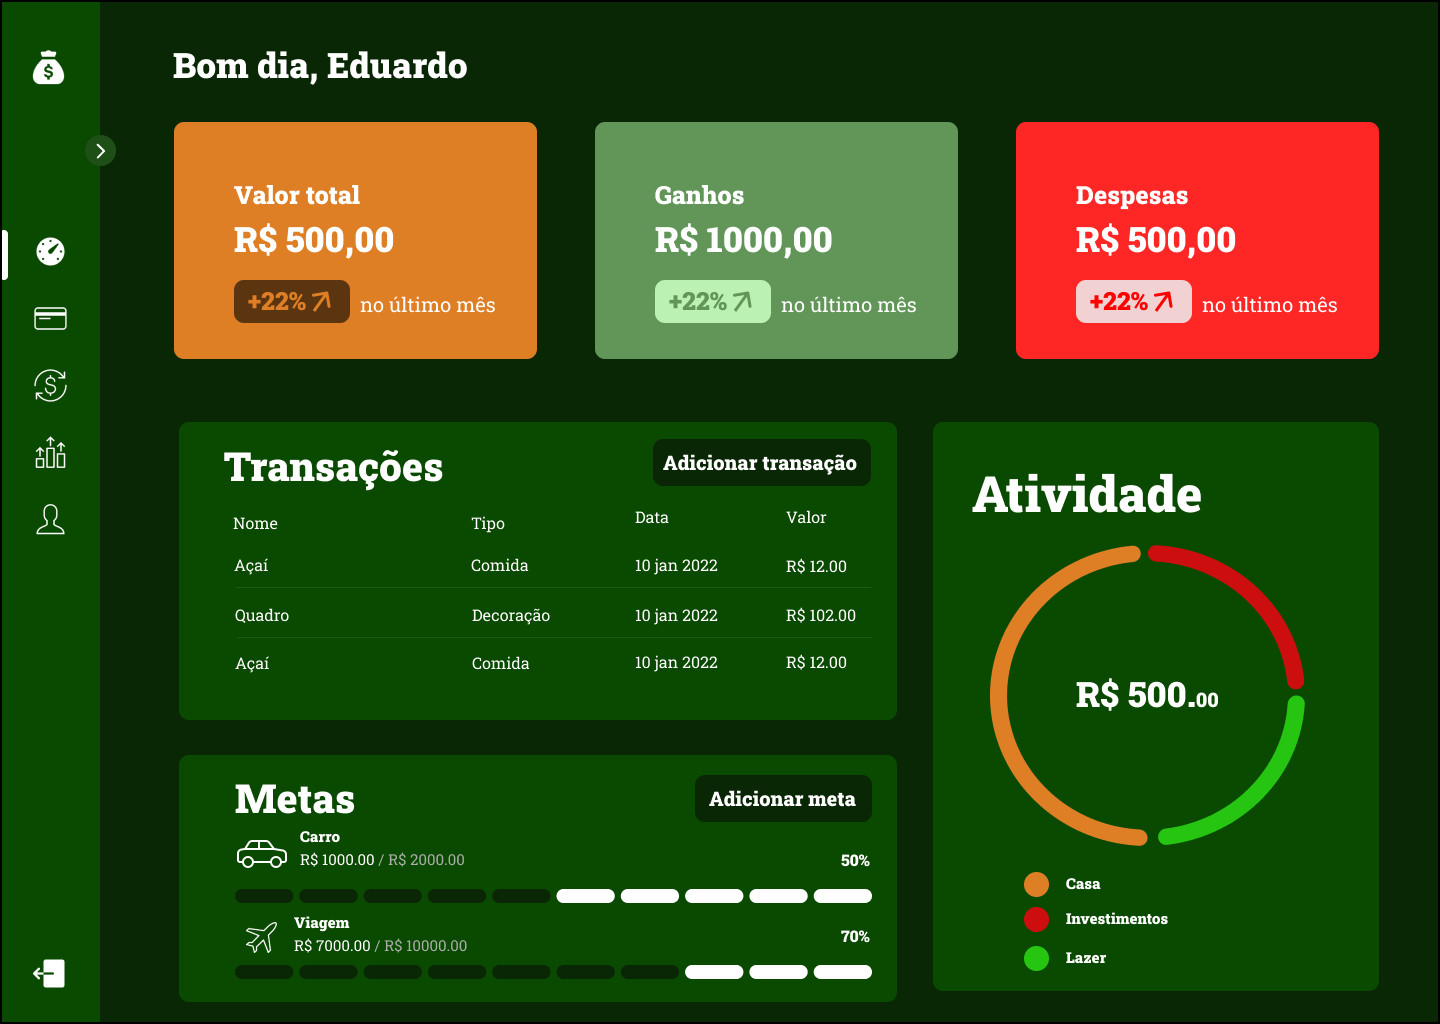 Bom dia, Eduardo
Valor total
R$ 500,00
+22% no último mês
Ganhos
R$ 1000,00
+22% no último mês
Despesas
R$ 500,00
+22% no último mês
Transações
Adicionar transação
Nome Tipo Data Valor
Açaí Comida 10 jan 2022 R$ 12.00
Quadro Decoração 10 jan 2022 R$ 102.00
Açaí Comida 10 jan 2022 R$ 12.00
Metas
Adicionar meta
Carro
R$ 1000.00 / R$ 2000.00 50%
Viagem
R$ 7000.00 / R$ 10000.00 70%
Atividade
R$ 500.00
Casa
Investimentos
Lazer